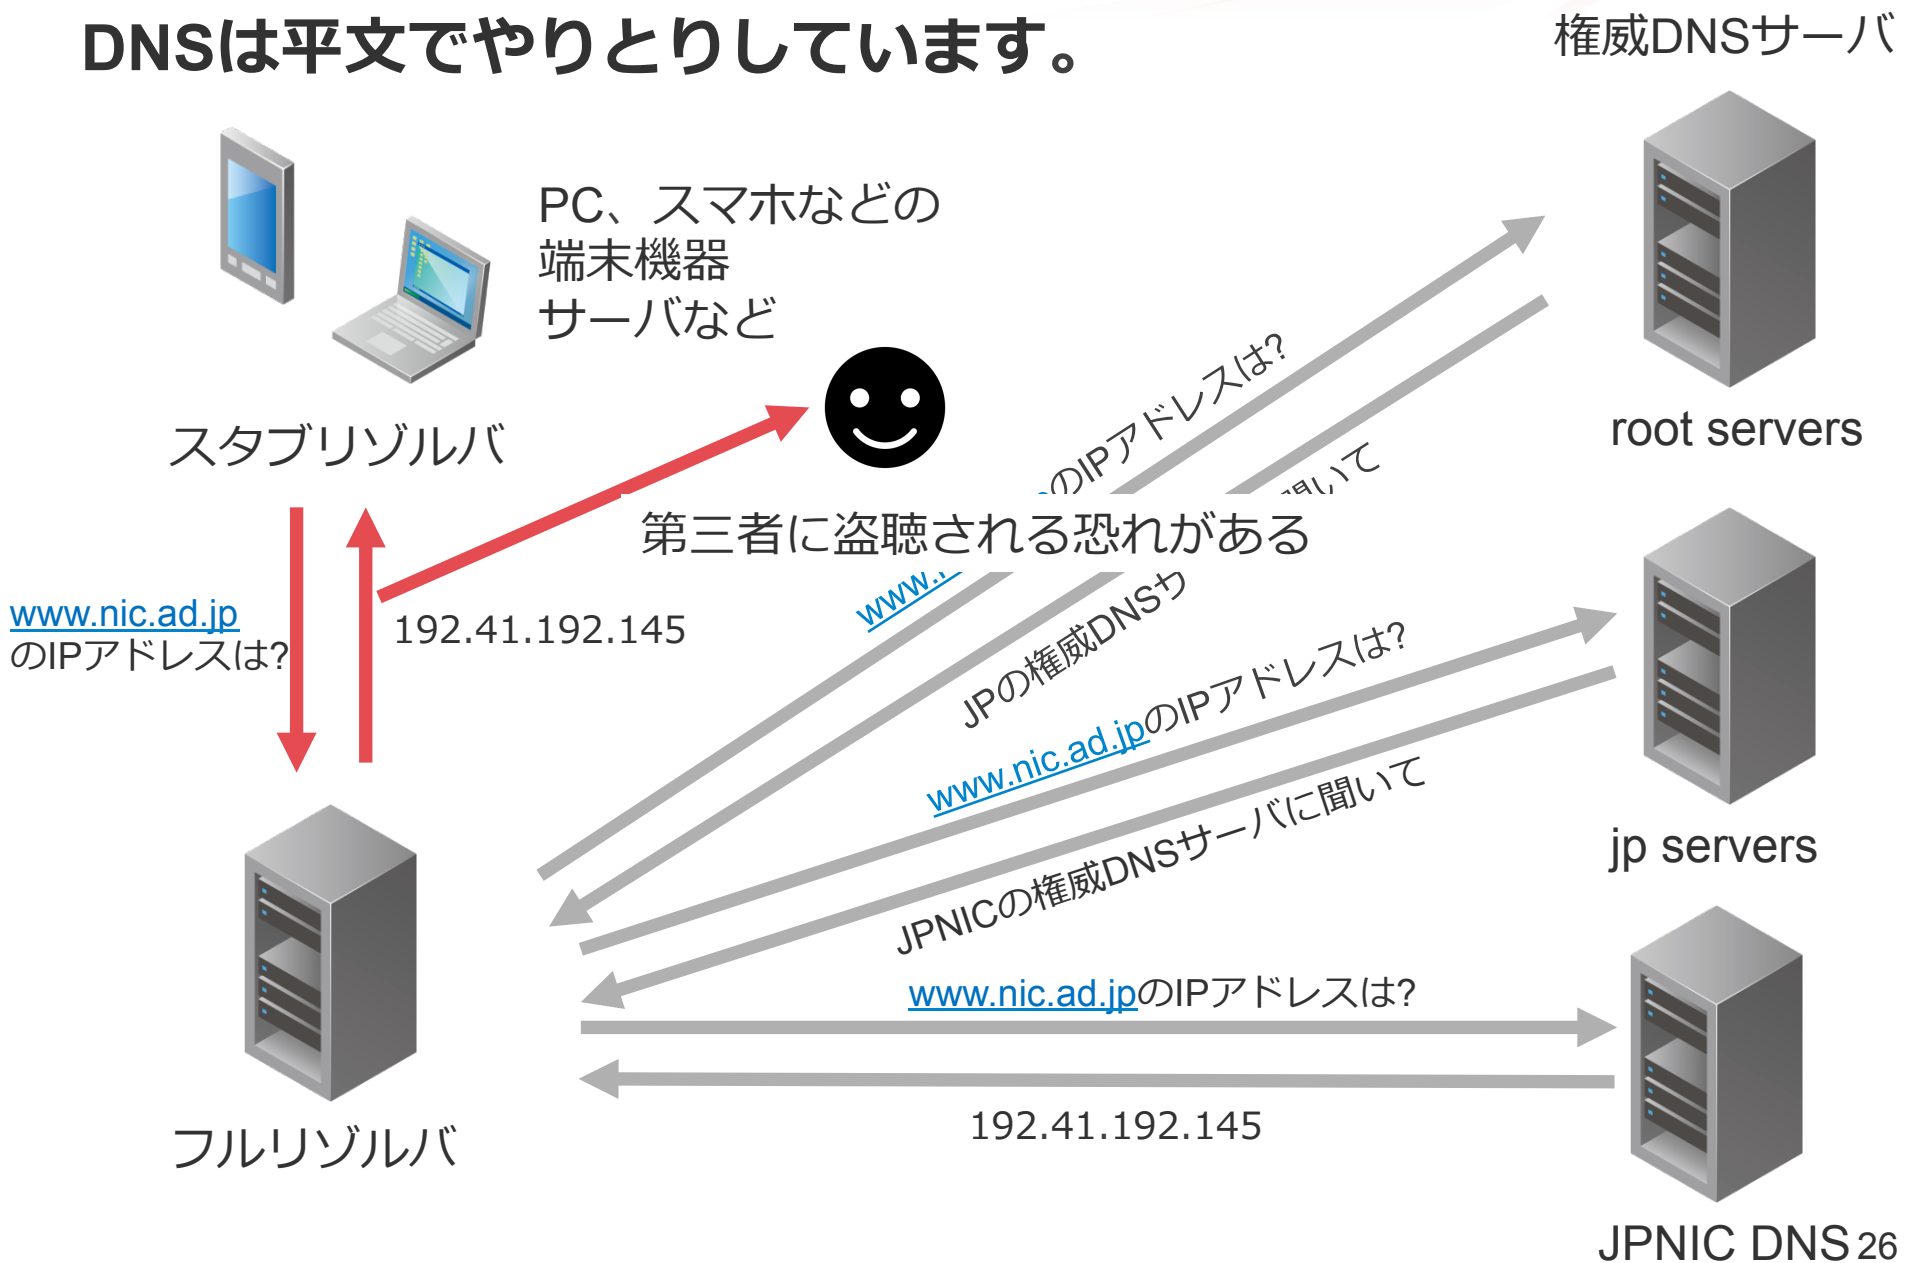 DNSは平文でやりとりしています。
権威DNSサーバ
PC、スマホなどの
端末機器
サーバなど
スタブリゾルバ
root servers
のIPアドレスは?
聞いて
第三者に盗聴される恐れがある
www.
JPの権威DNSサ
www.nic.ad.jp
のIPアドレスは?
192.41.192.145
www.nic.ad.jpのIPアドレスは?
JPNICの権威DNSサーバに聞いて
jp servers
www.nic.ad.jpのIPアドレスは?
192.41.192.145
フルリゾルバ
JPNIC DNS
26